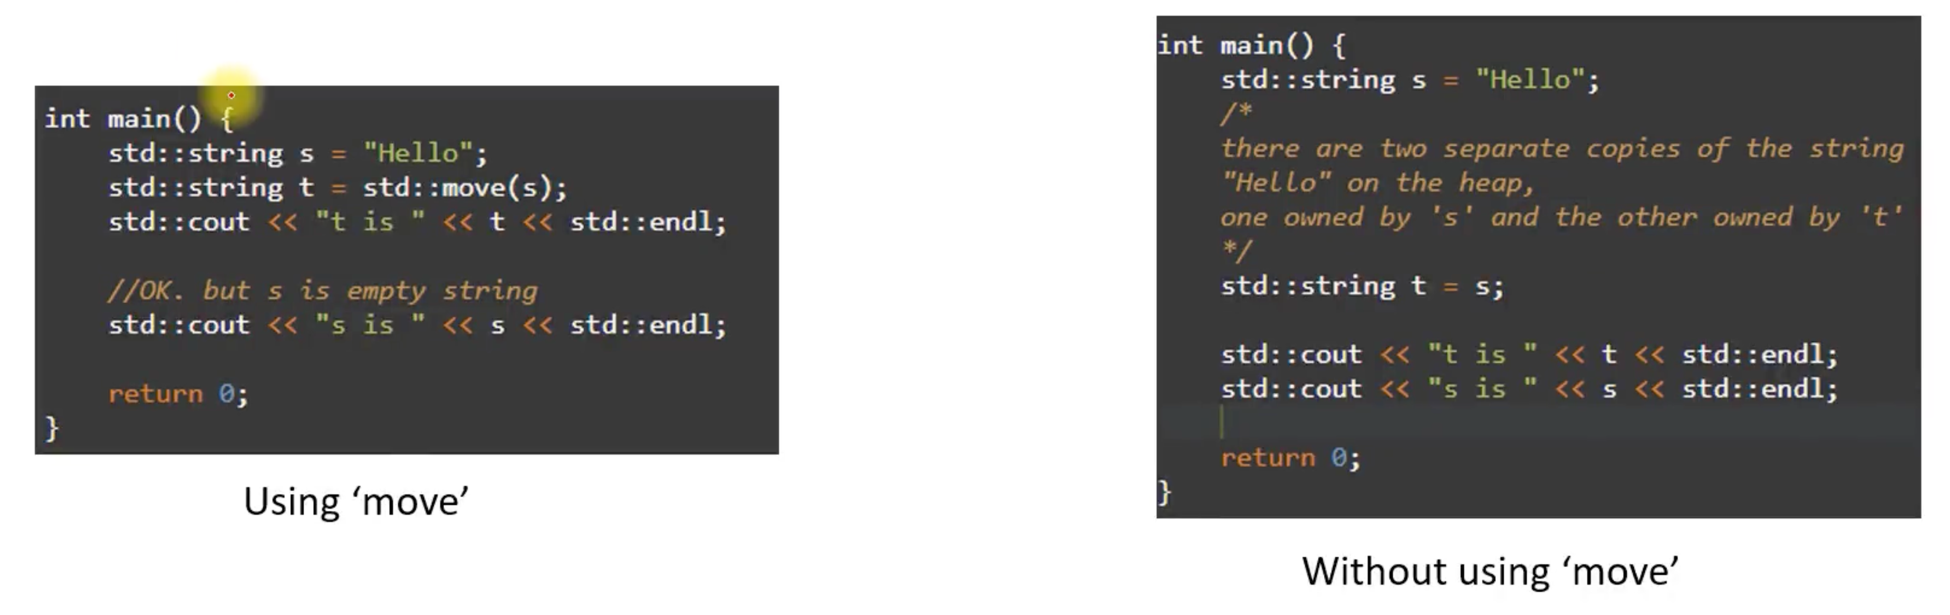 int main() {
    std::string s = "Hello";
    std::string t = std::move(s);
    std::cout << "t is " << t << std::endl;
    //OK. but s is empty string
    std::cout << "s is " << s << std::endl;
    return 0;
}
Using ‘move’
int main() {
    std::string s = "Hello";
    /*
    there are two separate copies of the string
    "Hello" on the heap,
    one owned by 's' and the other owned by 't'
    */
    std::string t = s;
    std::cout << "t is " << t << std::endl;
    std::cout << "s is " << s << std::endl;
    return 0;
}
Without using ‘move’